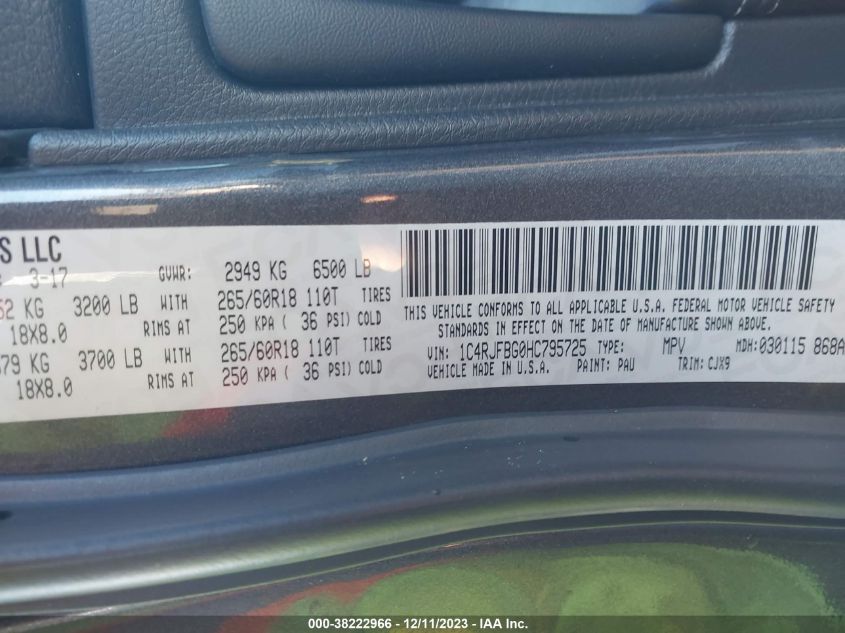 S LLC
3-17 GVWR: 2949 KG 6500 LB
KG 3200 LB WITH 265/60R18 110T TIRES
18X8.0 RIMS AT 250 KPA ( 36 PSI) COLD
KG 3700 LB WITH 265/60R18 110T TIRES
18X8.0 RIMS AT 250 KPA ( 36 PSI) COLD
THIS VEHICLE CONFORMS TO ALL APPLICABLE U.S.A. FEDERAL MOTOR VEHICLE SAFETY
STANDARDS IN EFFECT ON THE DATE OF MANUFACTURE SHOWN ABOVE.
VIN: 1C4RJFBG0HC795725 TYPE: MPV MDH:030115 868A
VEHICLE MADE IN U.S.A. PAINT: PAU TRIM: CJX9
000-38222966 - 12/11/2023 - IAA Inc.